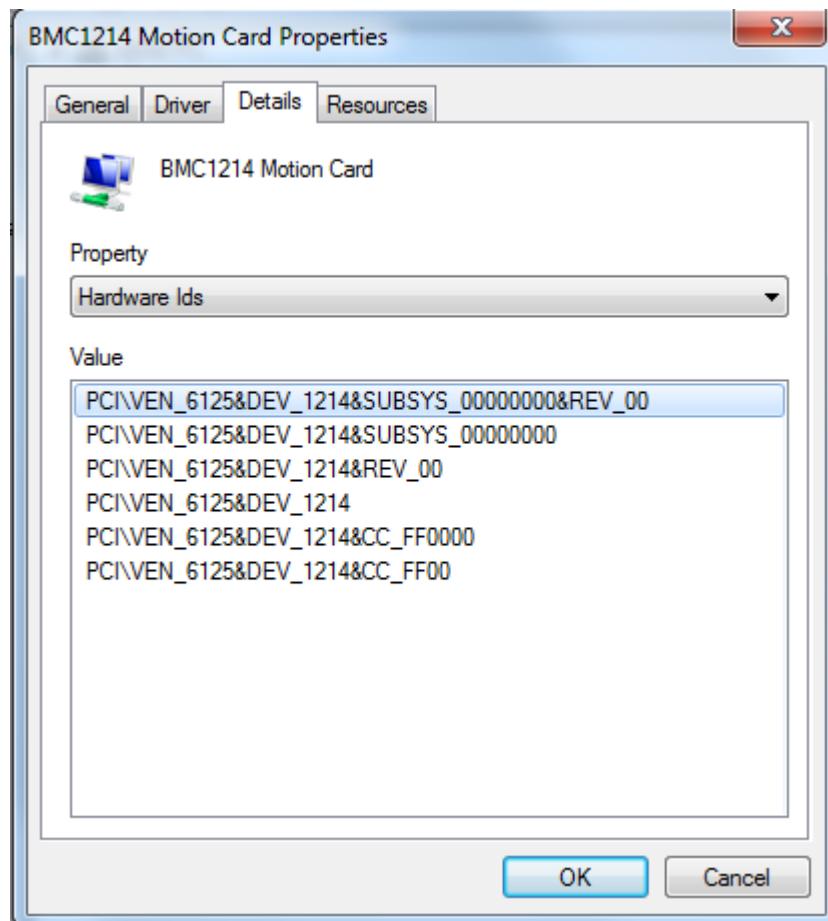 BMC1214 Motion Card Properties
General Driver Details Resources
BMC1214 Motion Card
Property
Hardware Ids
Value
PCI\VEN_6125&DEV_1214&SUBSYS_00000000&REV_00
PCI\VEN_6125&DEV_1214&SUBSYS_00000000
PCI\VEN_6125&DEV_1214&REV_00
PCI\VEN_6125&DEV_1214
PCI\VEN_6125&DEV_1214&CC_FF0000
PCI\VEN_6125&DEV_1214&CC_FF00
OK Cancel